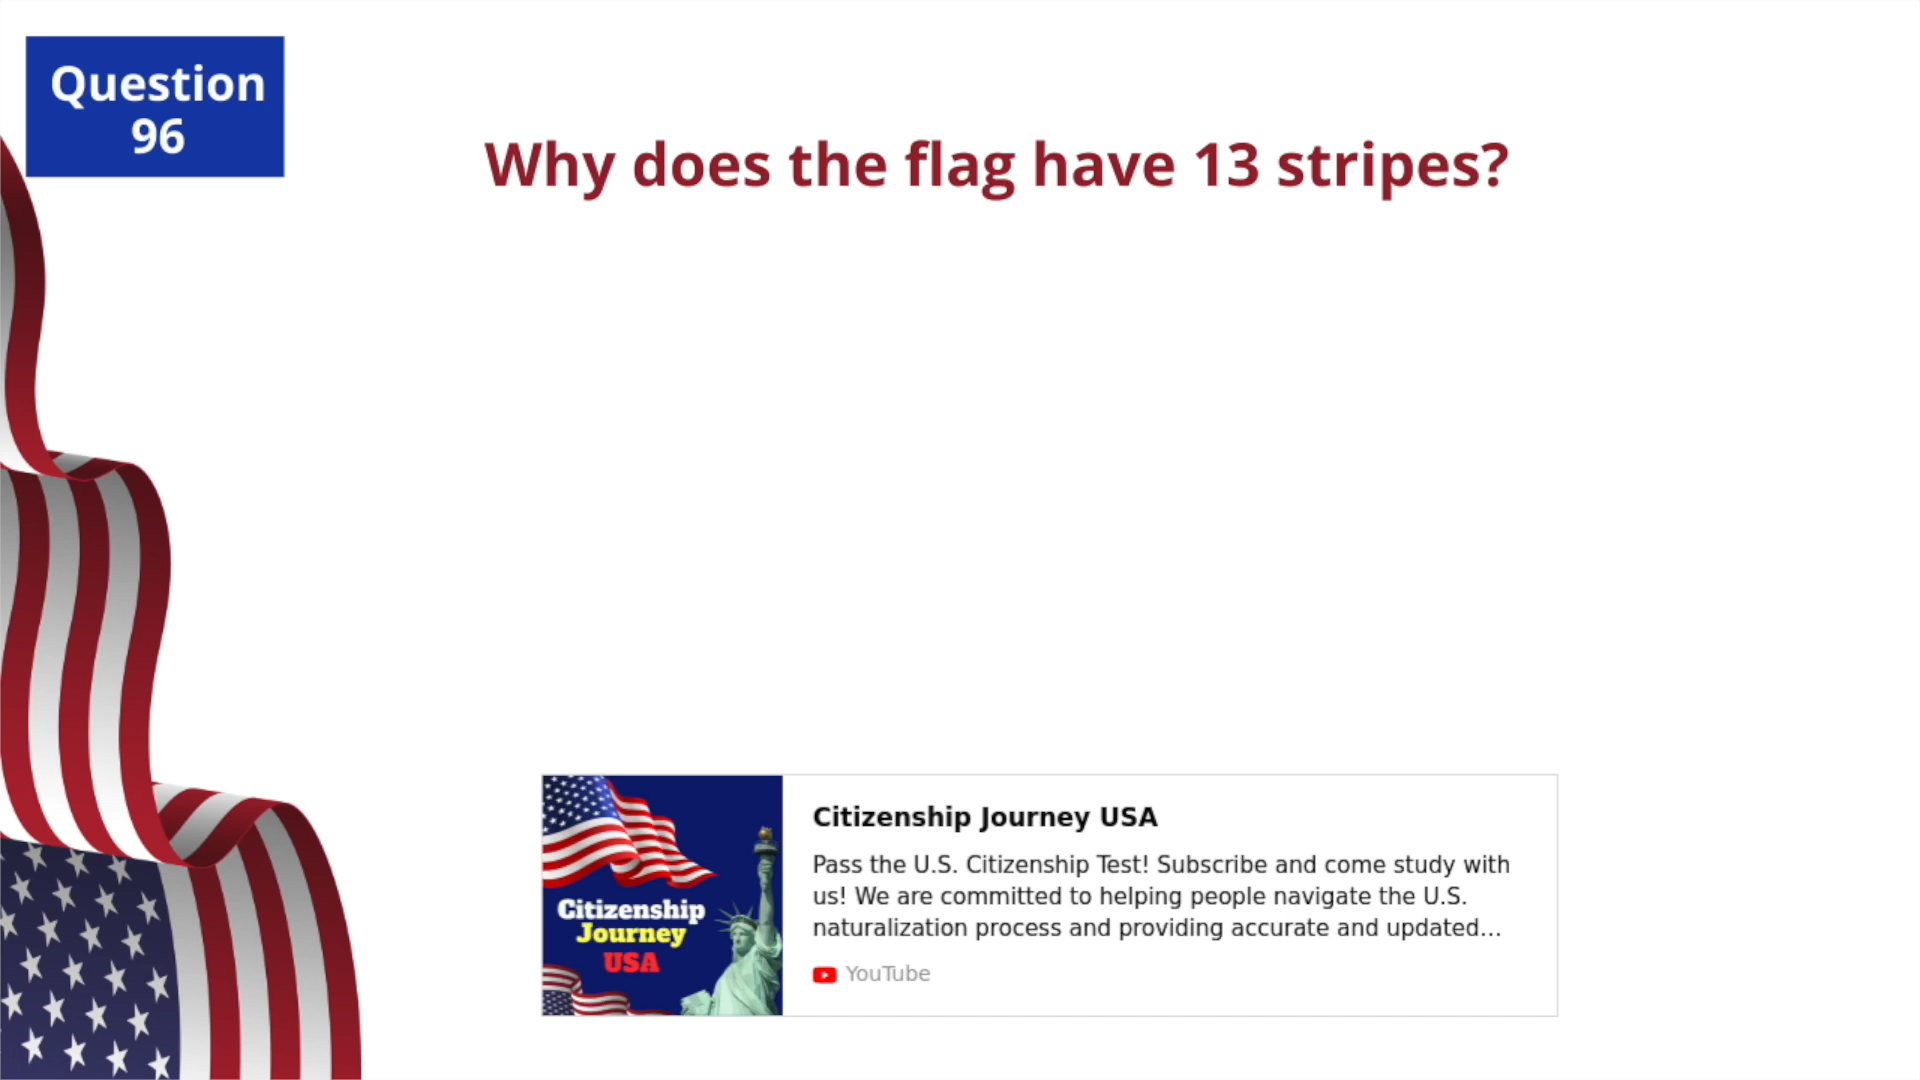 Question
96
Why does the flag have 13 stripes?
Citizenship
Journey
USA
Citizenship Journey USA
Pass the U.S. Citizenship Test! Subscribe and come study with
us! We are committed to helping people navigate the U.S.
naturalization process and providing accurate and updated...
YouTube